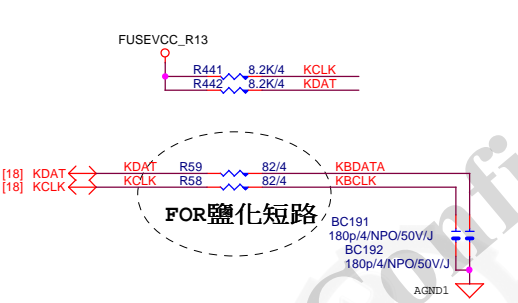 FUSEVCC_R13
R441 8.2K/4 KCLK
R442 8.2K/4 KDAT
[18] KDAT KDAT R59 82/4 KBDATA
[18] KCLK KCLK R58 82/4 KBCLK
FOR鹽化短路
BC191
180p/4/NPO/50V/J
BC192
180p/4/NPO/50V/J
AGND1
Confi